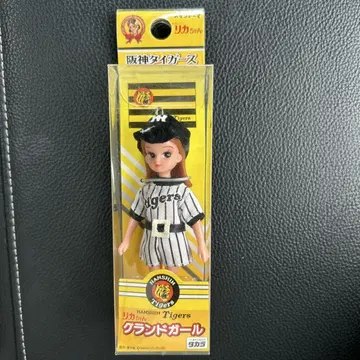 リカちゃん
阪神タイガース
Tigers
Tigers
HANSHIN
Tigers
HANSHIN Tigers
リカちゃん
グランドガール
タカラ